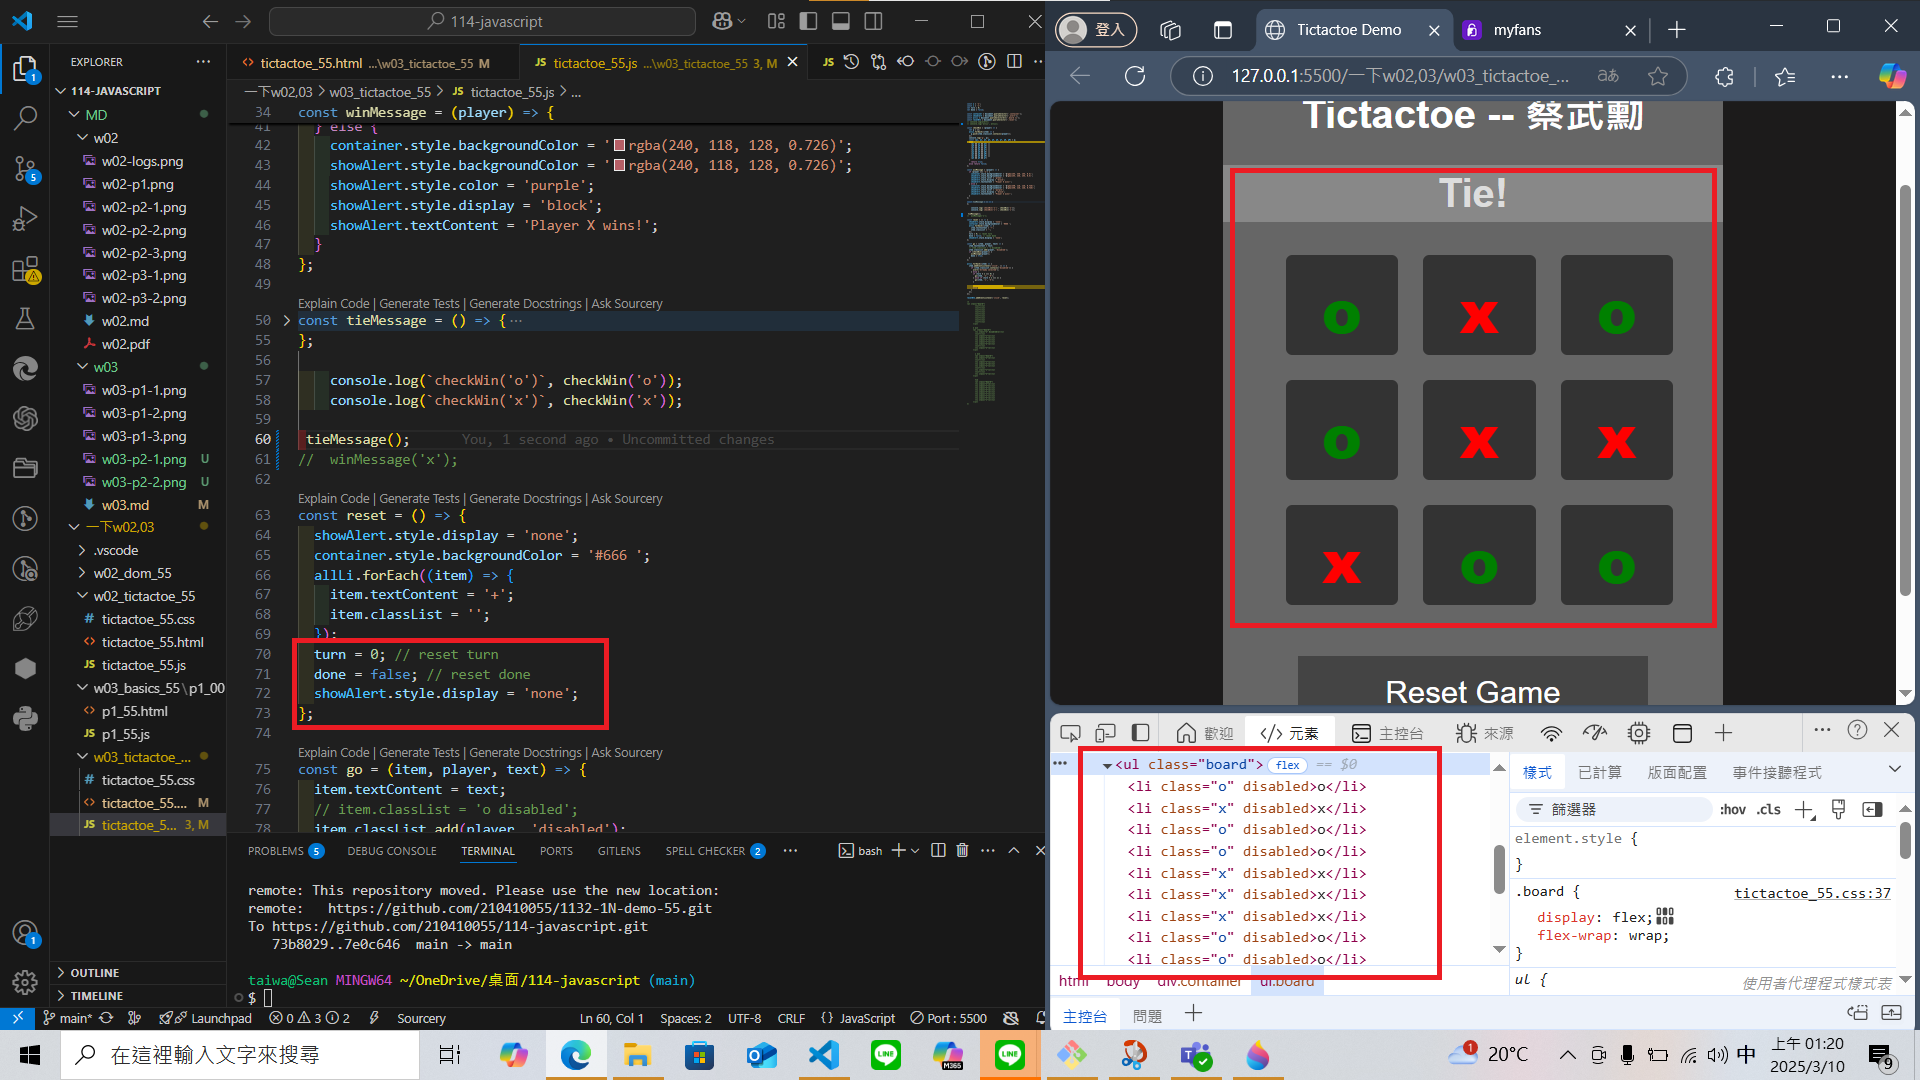 114-javascript
EXPLORER
114-JAVASCRIPT
MD
w02
w02-logs.png
w02-p1.png
w02-p2-1.png
w02-p2-2.png
w02-p2-3.png
w02-p3-1.png
w02-p3-2.png
w02.md
w02.pdf
w03
w03-p1-1.png
w03-p1-2.png
w03-p1-3.png
w03-p2-1.png U
w03-p2-2.png U
w03.md M
一下w02,03
.vscode
w02_dom_55
w02_tictactoe_55
tictactoe_55.css
tictactoe_55.html
tictactoe_55.js
w03_basics_55\p1_00
p1_55.html
p1_55.js
w03_tictactoe_...
tictactoe_55.css
tictactoe_55.... M
tictactoe_5... 3, M
OUTLINE
TIMELINE
tictactoe_55.html ...\w03_tictactoe_55 M
JS tictactoe_55.js ...\w03_tictactoe_55 3, M
一下w02,03 > w03_tictactoe_55 > JS tictactoe_55.js > ...
34 const winMessage = (player) => {
41 } else {
42 container.style.backgroundColor = 'rgba(240, 118, 128, 0.726)';
43 showAlert.style.backgroundColor = 'rgba(240, 118, 128, 0.726)';
44 showAlert.style.color = 'purple';
45 showAlert.style.display = 'block';
46 showAlert.textContent = 'Player X wins!';
47 }
48 };
49
Explain Code | Generate Tests | Generate Docstrings | Ask Sourcery
50 const tieMessage = () => { ...
55 };
56
57 console.log(`checkWin('o')`, checkWin('o'));
58 console.log(`checkWin('x')`, checkWin('x'));
59
60 tieMessage(); You, 1 second ago • Uncommitted changes
61 // winMessage('x');
62
Explain Code | Generate Tests | Generate Docstrings | Ask Sourcery
63 const reset = () => {
64 showAlert.style.display = 'none';
65 container.style.backgroundColor = '#666 ';
66 allLi.forEach((item) => {
67 item.textContent = '+';
68 item.classList = '';
69 });
70 turn = 0; // reset turn
71 done = false; // reset done
72 showAlert.style.display = 'none';
73 };
74
Explain Code | Generate Tests | Generate Docstrings | Ask Sourcery
75 const go = (item, player, text) => {
76 item.textContent = text;
77 // item.classList = 'o disabled';
78 item.classList.add(player, 'disabled');
PROBLEMS 5 DEBUG CONSOLE TERMINAL PORTS GITLENS SPELL CHECKER 2 ... bash
remote: This repository moved. Please use the new location:
remote: https://github.com/210410055/1132-1N-demo-55.git
To https://github.com/210410055/114-javascript.git
73b8029..7e0c646 main -> main
taiwa@Sean MINGW64 ~/OneDrive/桌面/114-javascript (main)
$
main* Launchpad 0 3 2 Sourcery Ln 60, Col 1 Spaces: 2 UTF-8 CRLF {} JavaScript Port : 5500
登入 Tictactoe Demo myfans
127.0.0.1:5500/一下w02,03/w03_tictactoe_...
Tictactoe -- 蔡武勳
Tie!
o x o
o x x
x o o
Reset Game
歡迎 元素 主控台 來源
<ul class="board"> flex == $0
<li class="o" disabled>o</li>
<li class="x" disabled>x</li>
<li class="o" disabled>o</li>
<li class="o" disabled>o</li>
<li class="x" disabled>x</li>
<li class="x" disabled>x</li>
<li class="x" disabled>x</li>
<li class="o" disabled>o</li>
<li class="o" disabled>o</li>
html body div.container ul.board
樣式 已計算 版面配置 事件接聽程式
篩選器 :hov .cls
element.style {
}
.board { tictactoe_55.css:37
display: flex;
flex-wrap: wrap;
}
ul { 使用者代理程式樣式表
主控台 問題
在這裡輸入文字來搜尋
20°C 中 上午 01:20
2025/3/10
9